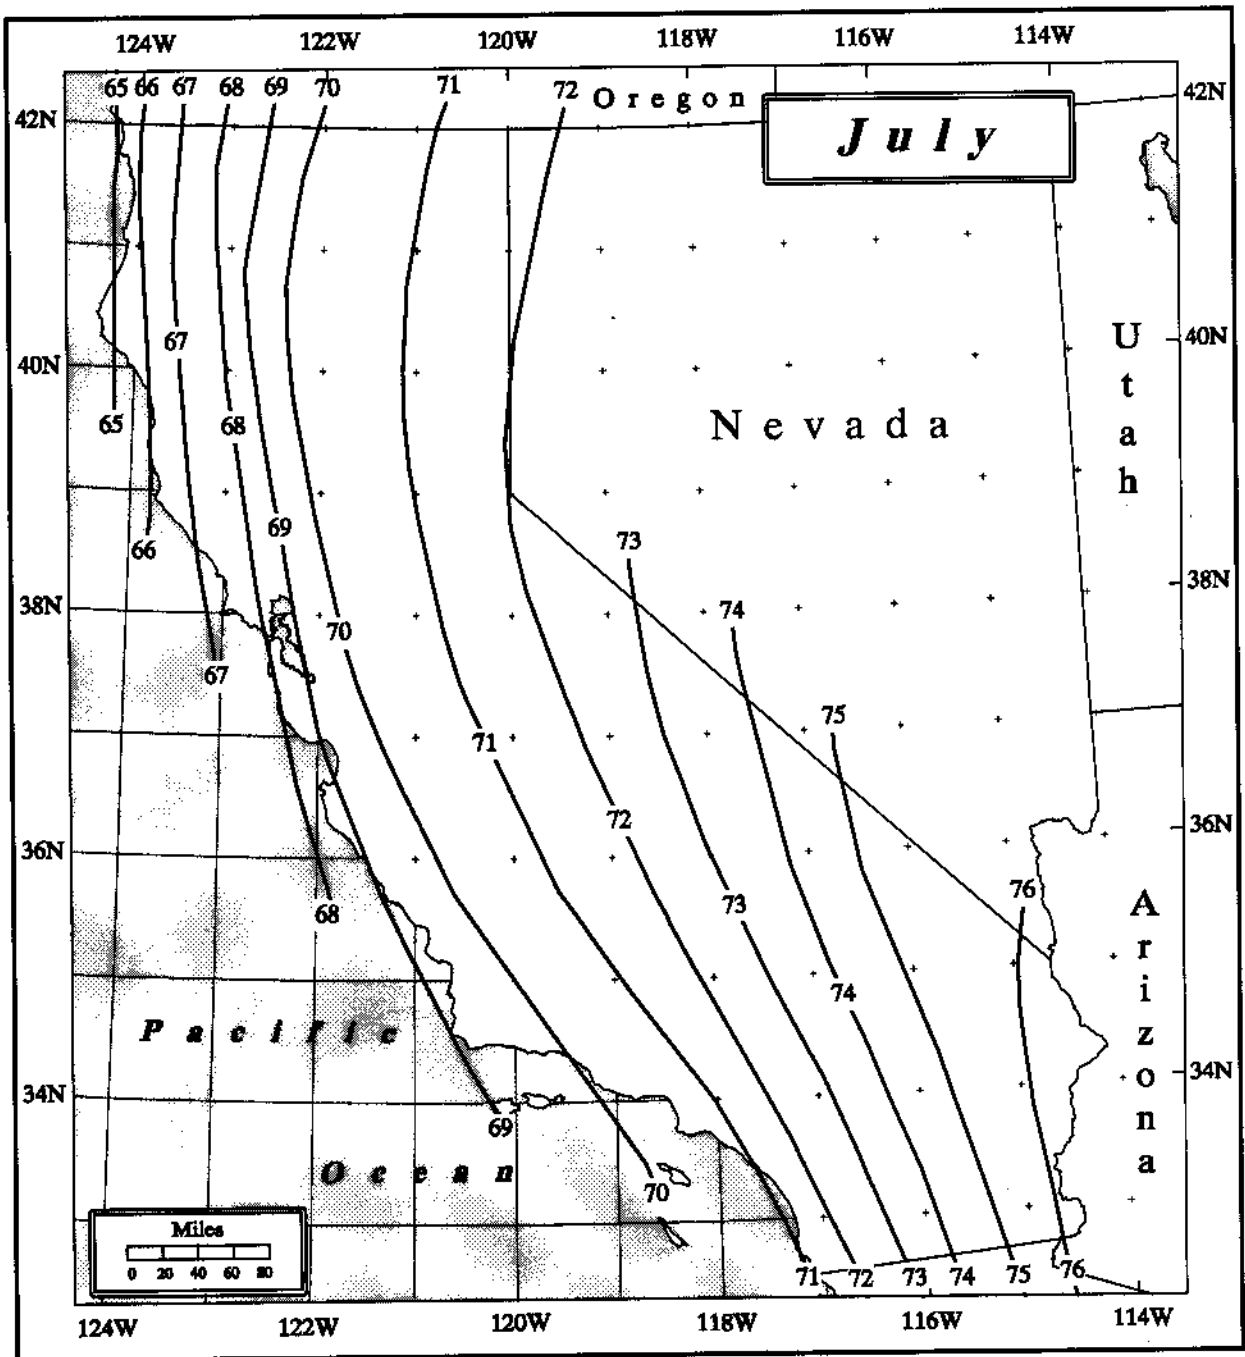 124W 122W 120W 118W 116W 114W
65 66 67 68 69 70 71 72 Oregon 42N
42N
July
67 40N
40N
Utah
65 68 Nevada
69 73
66
38N
38N 74
70
67
75
71
72 36N
36N
76
68 73
Arizona
74
Pacific
34N
34N
69
Ocean
70
Miles
0 20 40 60 80
71 72 73 74 75 76
124W 122W 120W 118W 116W 114W